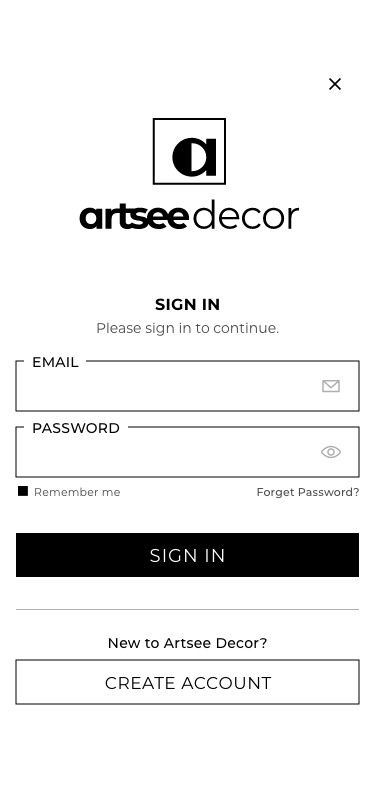 a
artsee decor
SIGN IN
Please sign in to continue.
EMAIL
PASSWORD
Remember me
Forget Password?
SIGN IN
New to Artsee Decor?
CREATE ACCOUNT